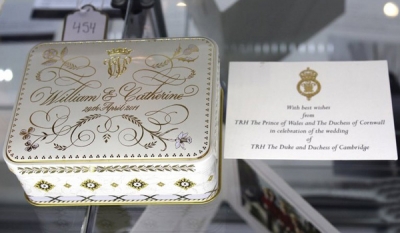 454
William & Catherine
29th April 2011
With best wishes
from
TRH The Prince of Wales and The Duchess of Cornwall
in celebration of the wedding
of
TRH The Duke and Duchess of Cambridge